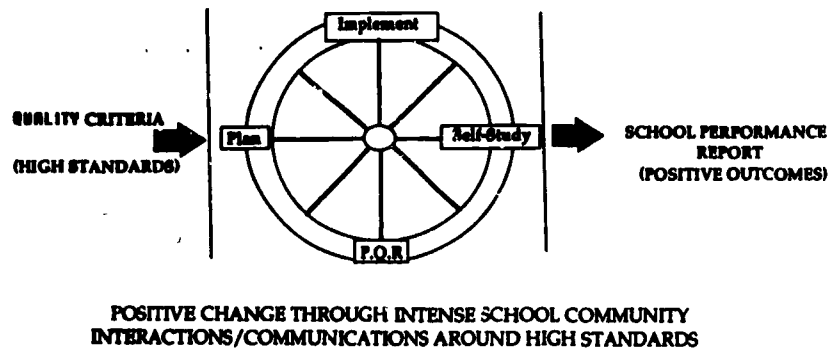 Implement
QUALITY CRITERIA
(HIGH STANDARDS)
Plan
Self-Study
SCHOOL PERFORMANCE
REPORT
(POSITIVE OUTCOMES)
P.Q.R
POSITIVE CHANGE THROUGH INTENSE SCHOOL COMMUNITY
INTERACTIONS/COMMUNICATIONS AROUND HIGH STANDARDS